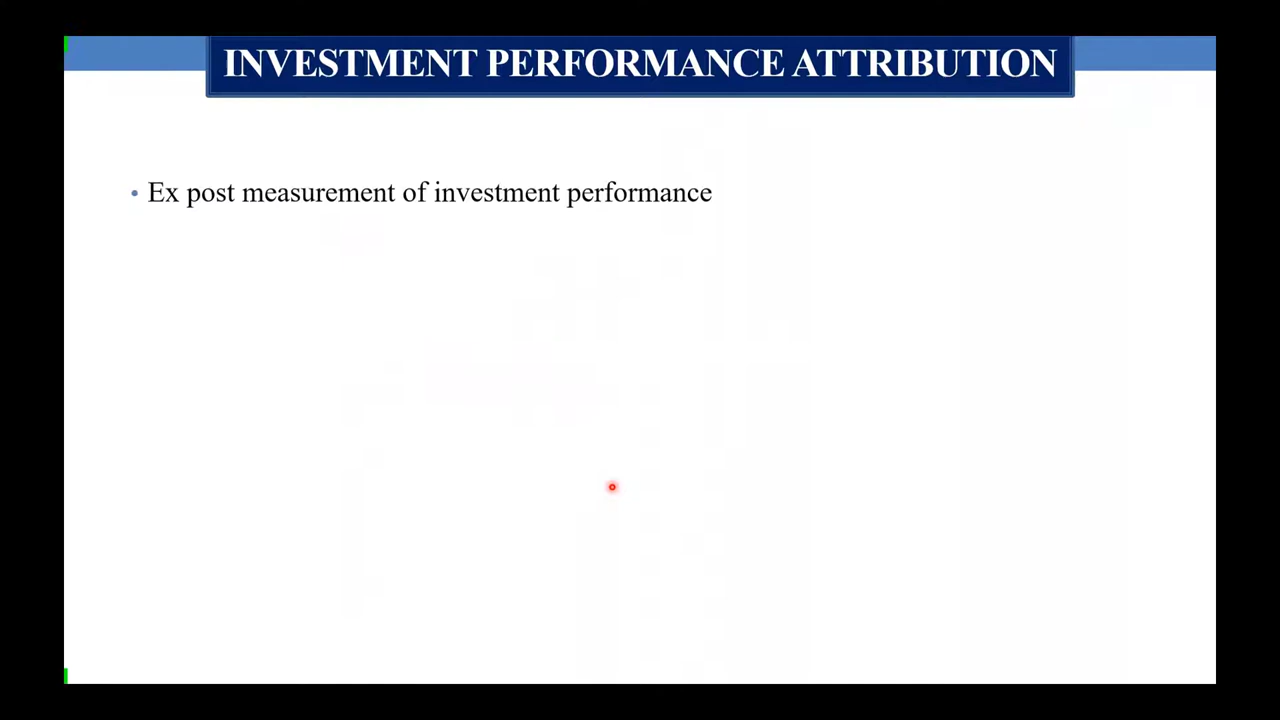 INVESTMENT PERFORMANCE ATTRIBUTION
• Ex post measurement of investment performance